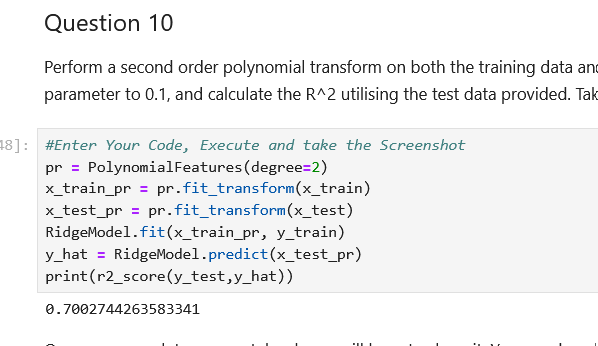 Question 10
Perform a second order polynomial transform on both the training data and
parameter to 0.1, and calculate the R^2 utilising the test data provided. Tak
48]:
#Enter Your Code, Execute and take the Screenshot
pr = PolynomialFeatures(degree=2)
x_train_pr = pr.fit_transform(x_train)
x_test_pr = pr.fit_transform(x_test)
RidgeModel.fit(x_train_pr, y_train)
y_hat = RidgeModel.predict(x_test_pr)
print(r2_score(y_test,y_hat))
0.7002744263583341